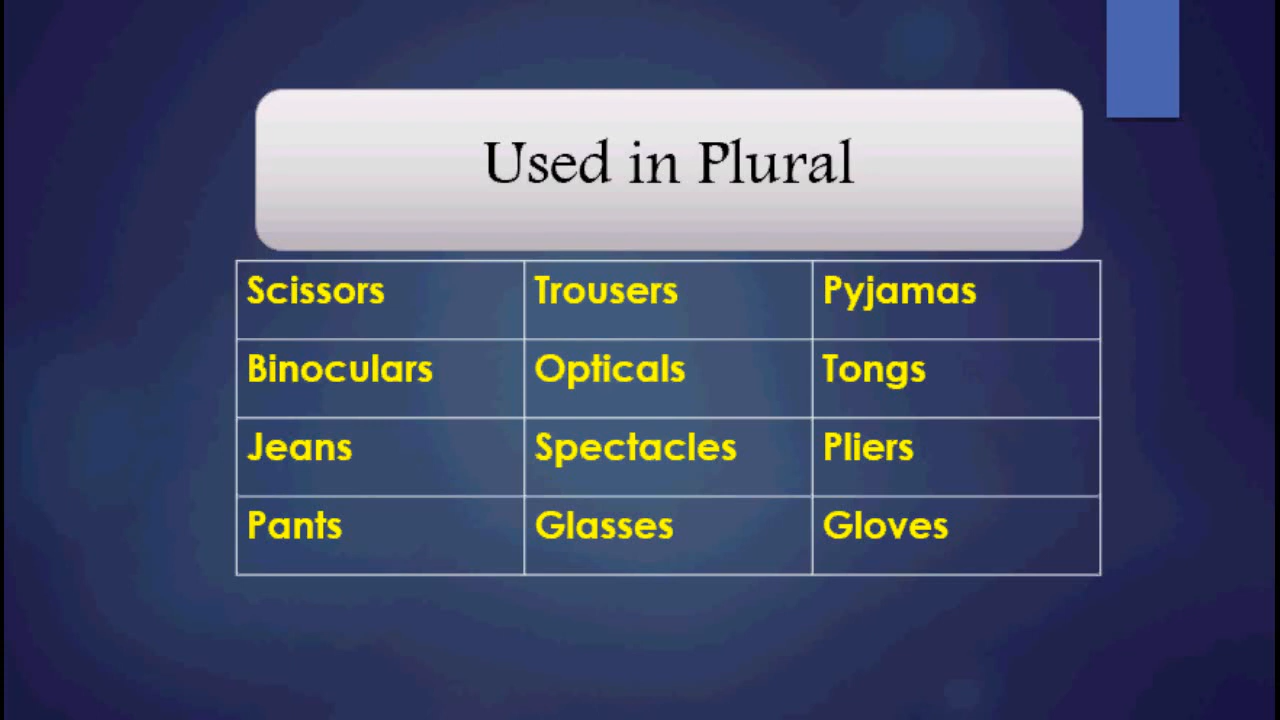 Used in Plural
Scissors Trousers Pyjamas
Binoculars Opticals Tongs
Jeans Spectacles Pliers
Pants Glasses Gloves